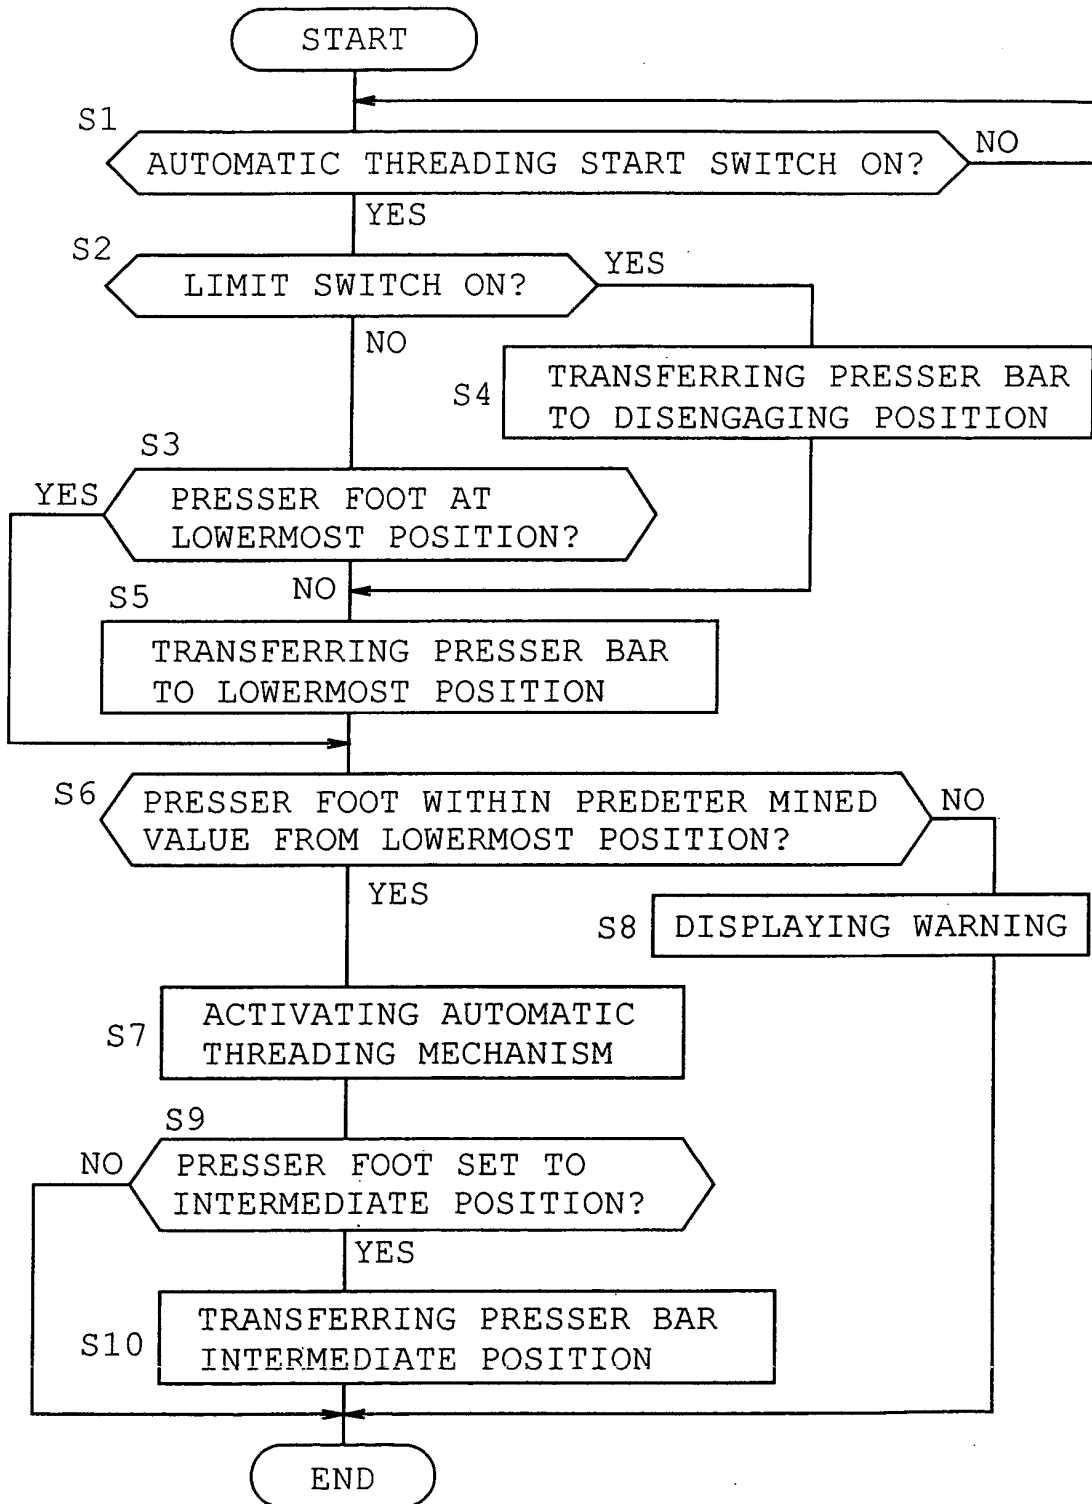 START
S1
AUTOMATIC THREADING START SWITCH ON?
NO
YES
S2
LIMIT SWITCH ON?
YES
NO
S4
TRANSFERRING PRESSER BAR
TO DISENGAGING POSITION
S3
YES
PRESSER FOOT AT
LOWERMOST POSITION?
NO
S5
TRANSFERRING PRESSER BAR
TO LOWERMOST POSITION
S6
PRESSER FOOT WITHIN PREDETER MINED
VALUE FROM LOWERMOST POSITION?
NO
YES
S8
DISPLAYING WARNING
S7
ACTIVATING AUTOMATIC
THREADING MECHANISM
S9
NO
PRESSER FOOT SET TO
INTERMEDIATE POSITION?
YES
S10
TRANSFERRING PRESSER BAR
INTERMEDIATE POSITION
END